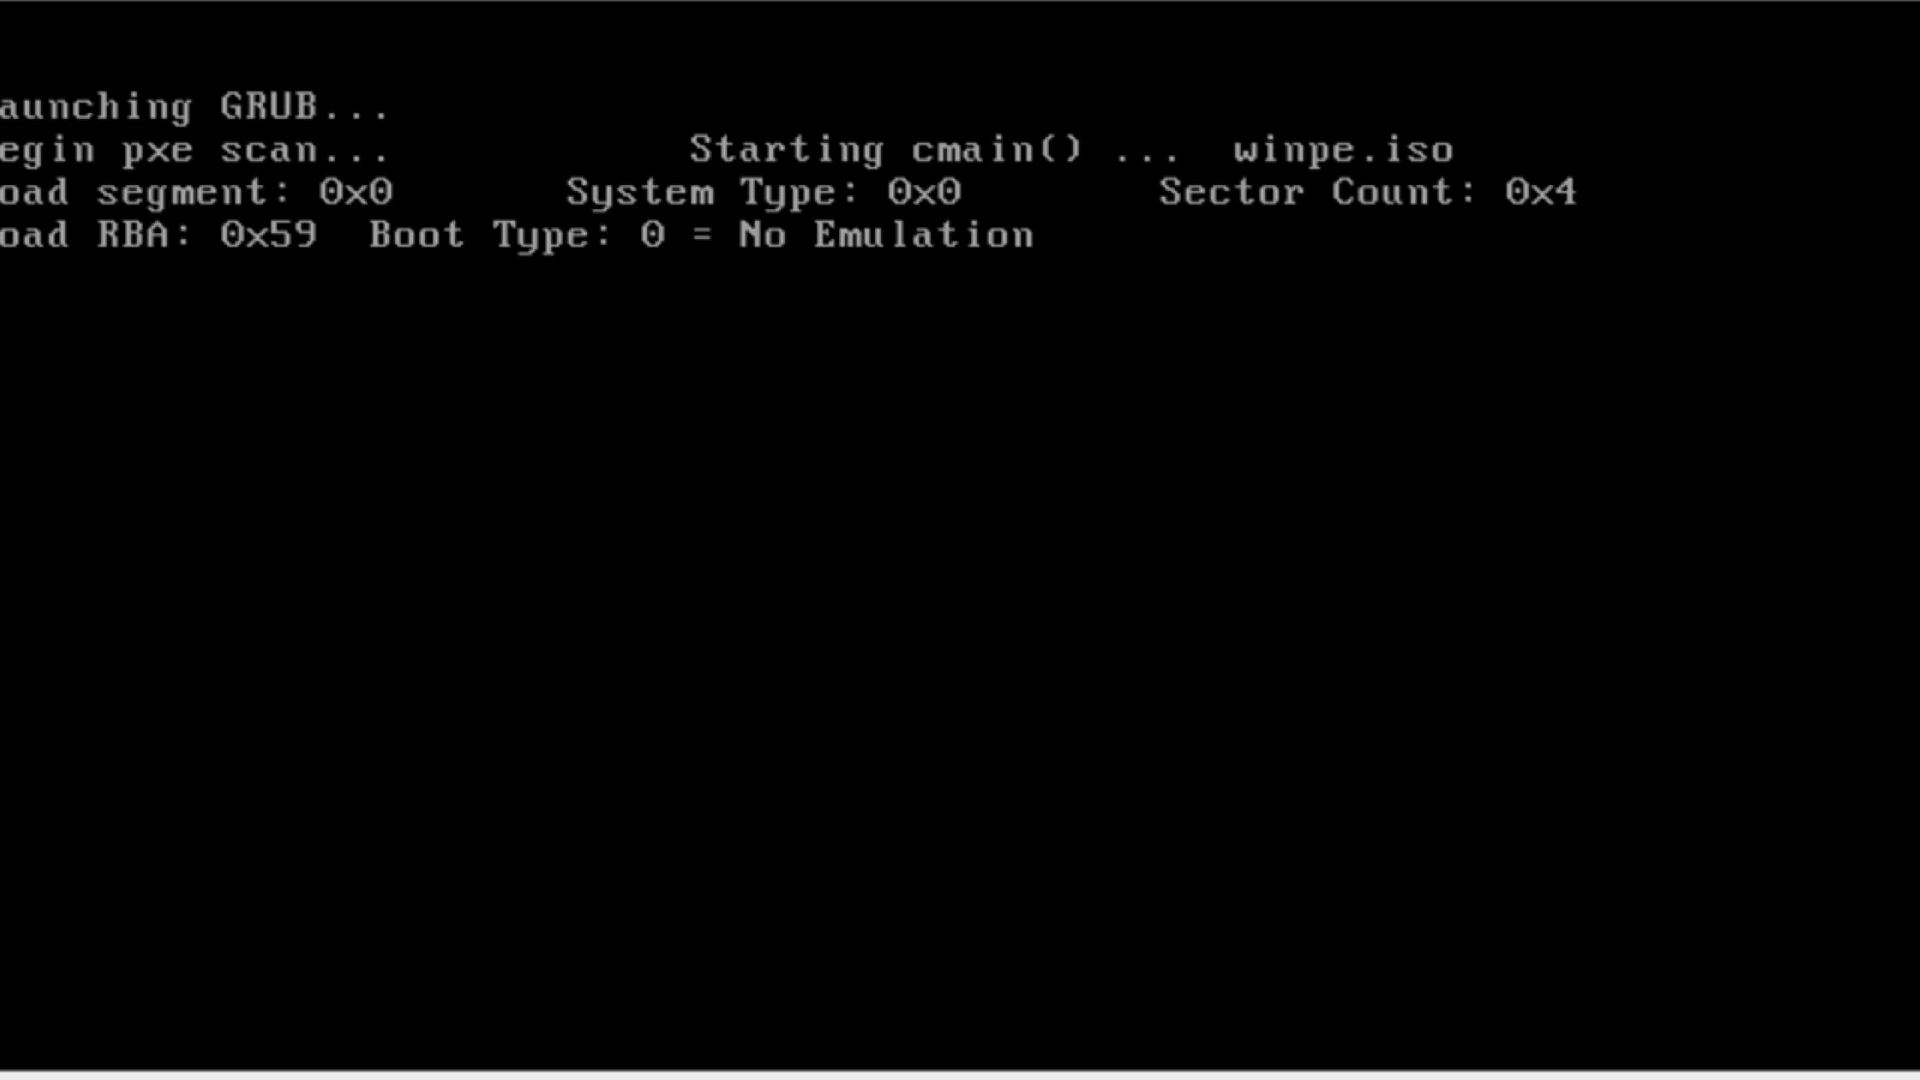 aunching GRUB...
egin pxe scan... Starting cmain() ... winpe.iso
oad segment: 0x0 System Type: 0x0 Sector Count: 0x4
oad RBA: 0x59 Boot Type: 0 = No Emulation